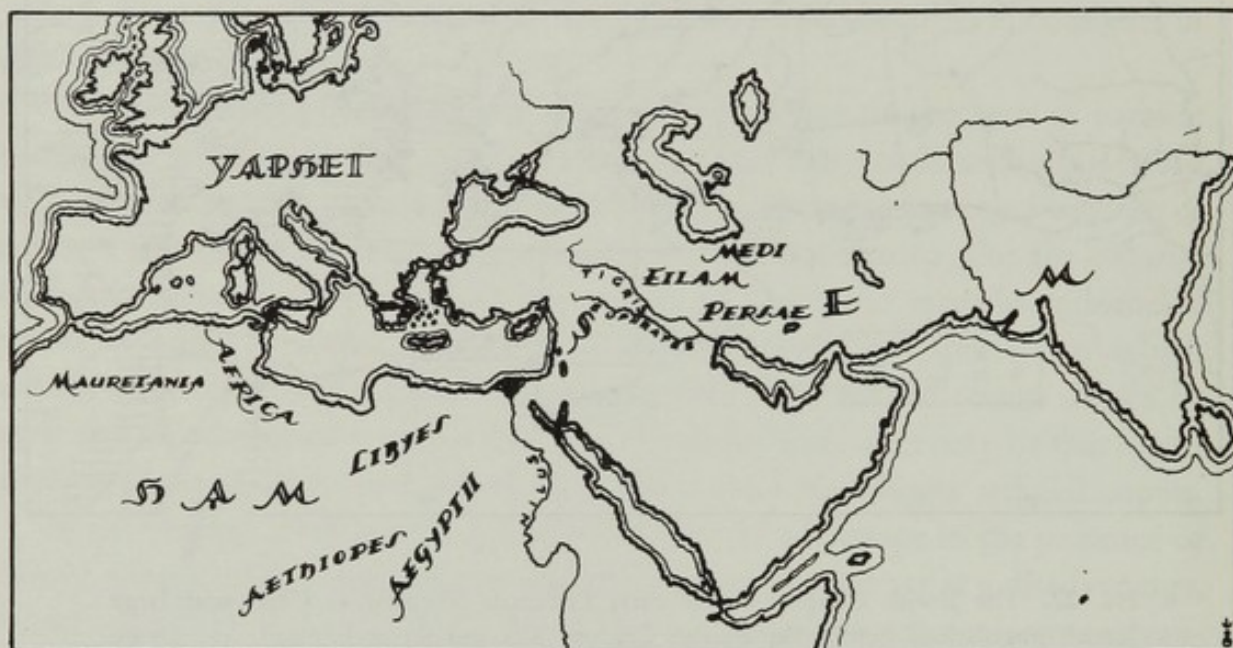 YAPHET
MEDI
EILAM
TIGRIS
PERSAE
EUPHRATES
S E M
MAURETANIA
AFRICA
LIBYES
HAM
NILUS
AETHIOPES
AEGYPTII